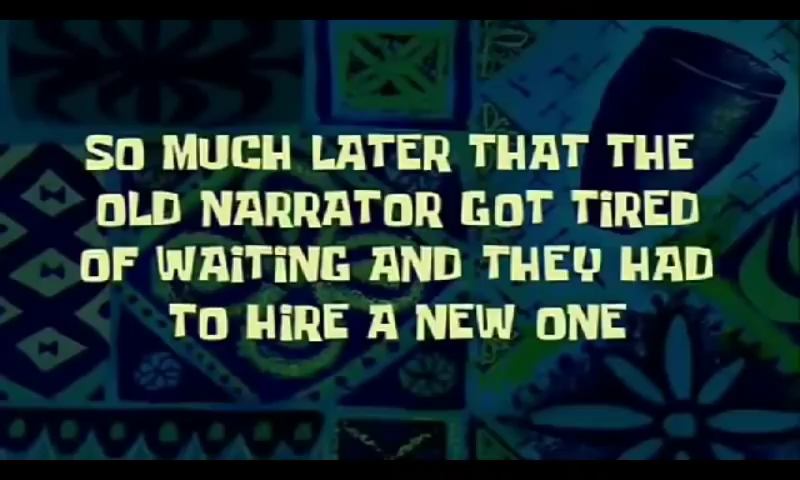 SO MUCH LATER THAT THE
OLD NARRATOR GOT TiRED
OF WAiTiNG AND THEY HAD
TO HiRE A NEW ONE